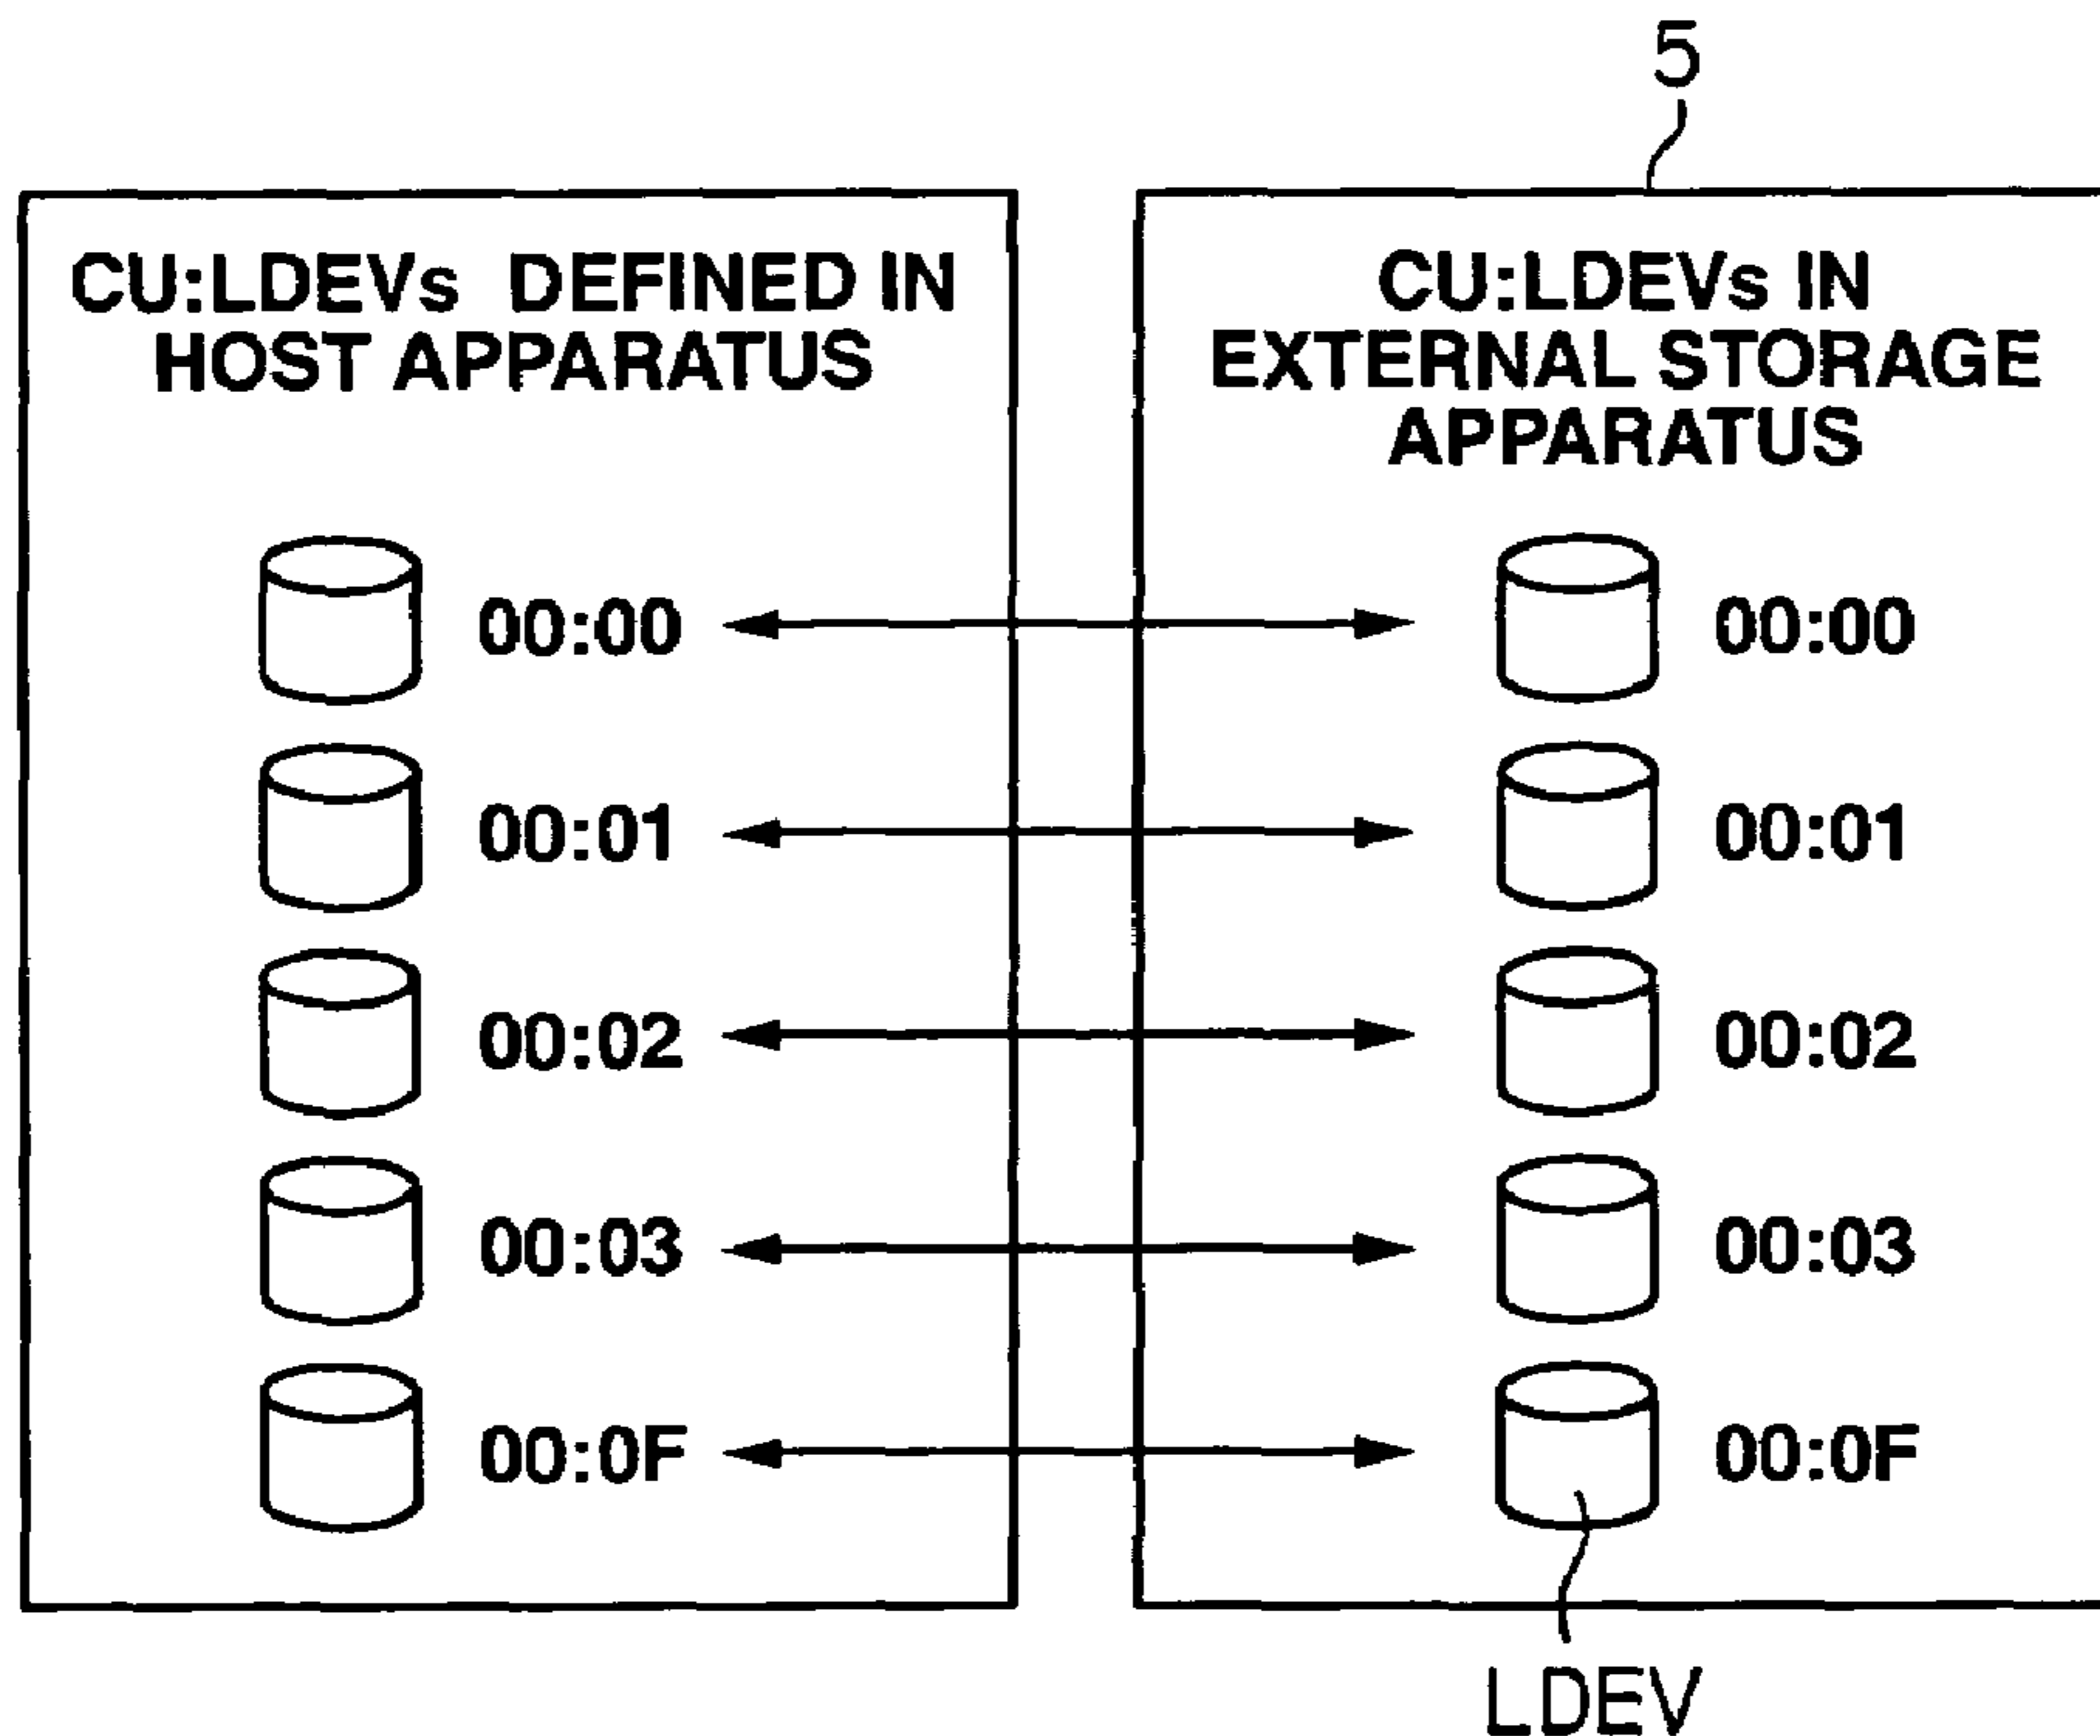 5
CU:LDEVs DEFINED IN
HOST APPARATUS
CU:LDEVs IN
EXTERNAL STORAGE
APPARATUS
00:00
00:00
00:01
00:01
00:02
00:02
00:03
00:03
00:0F
00:0F
LDEV